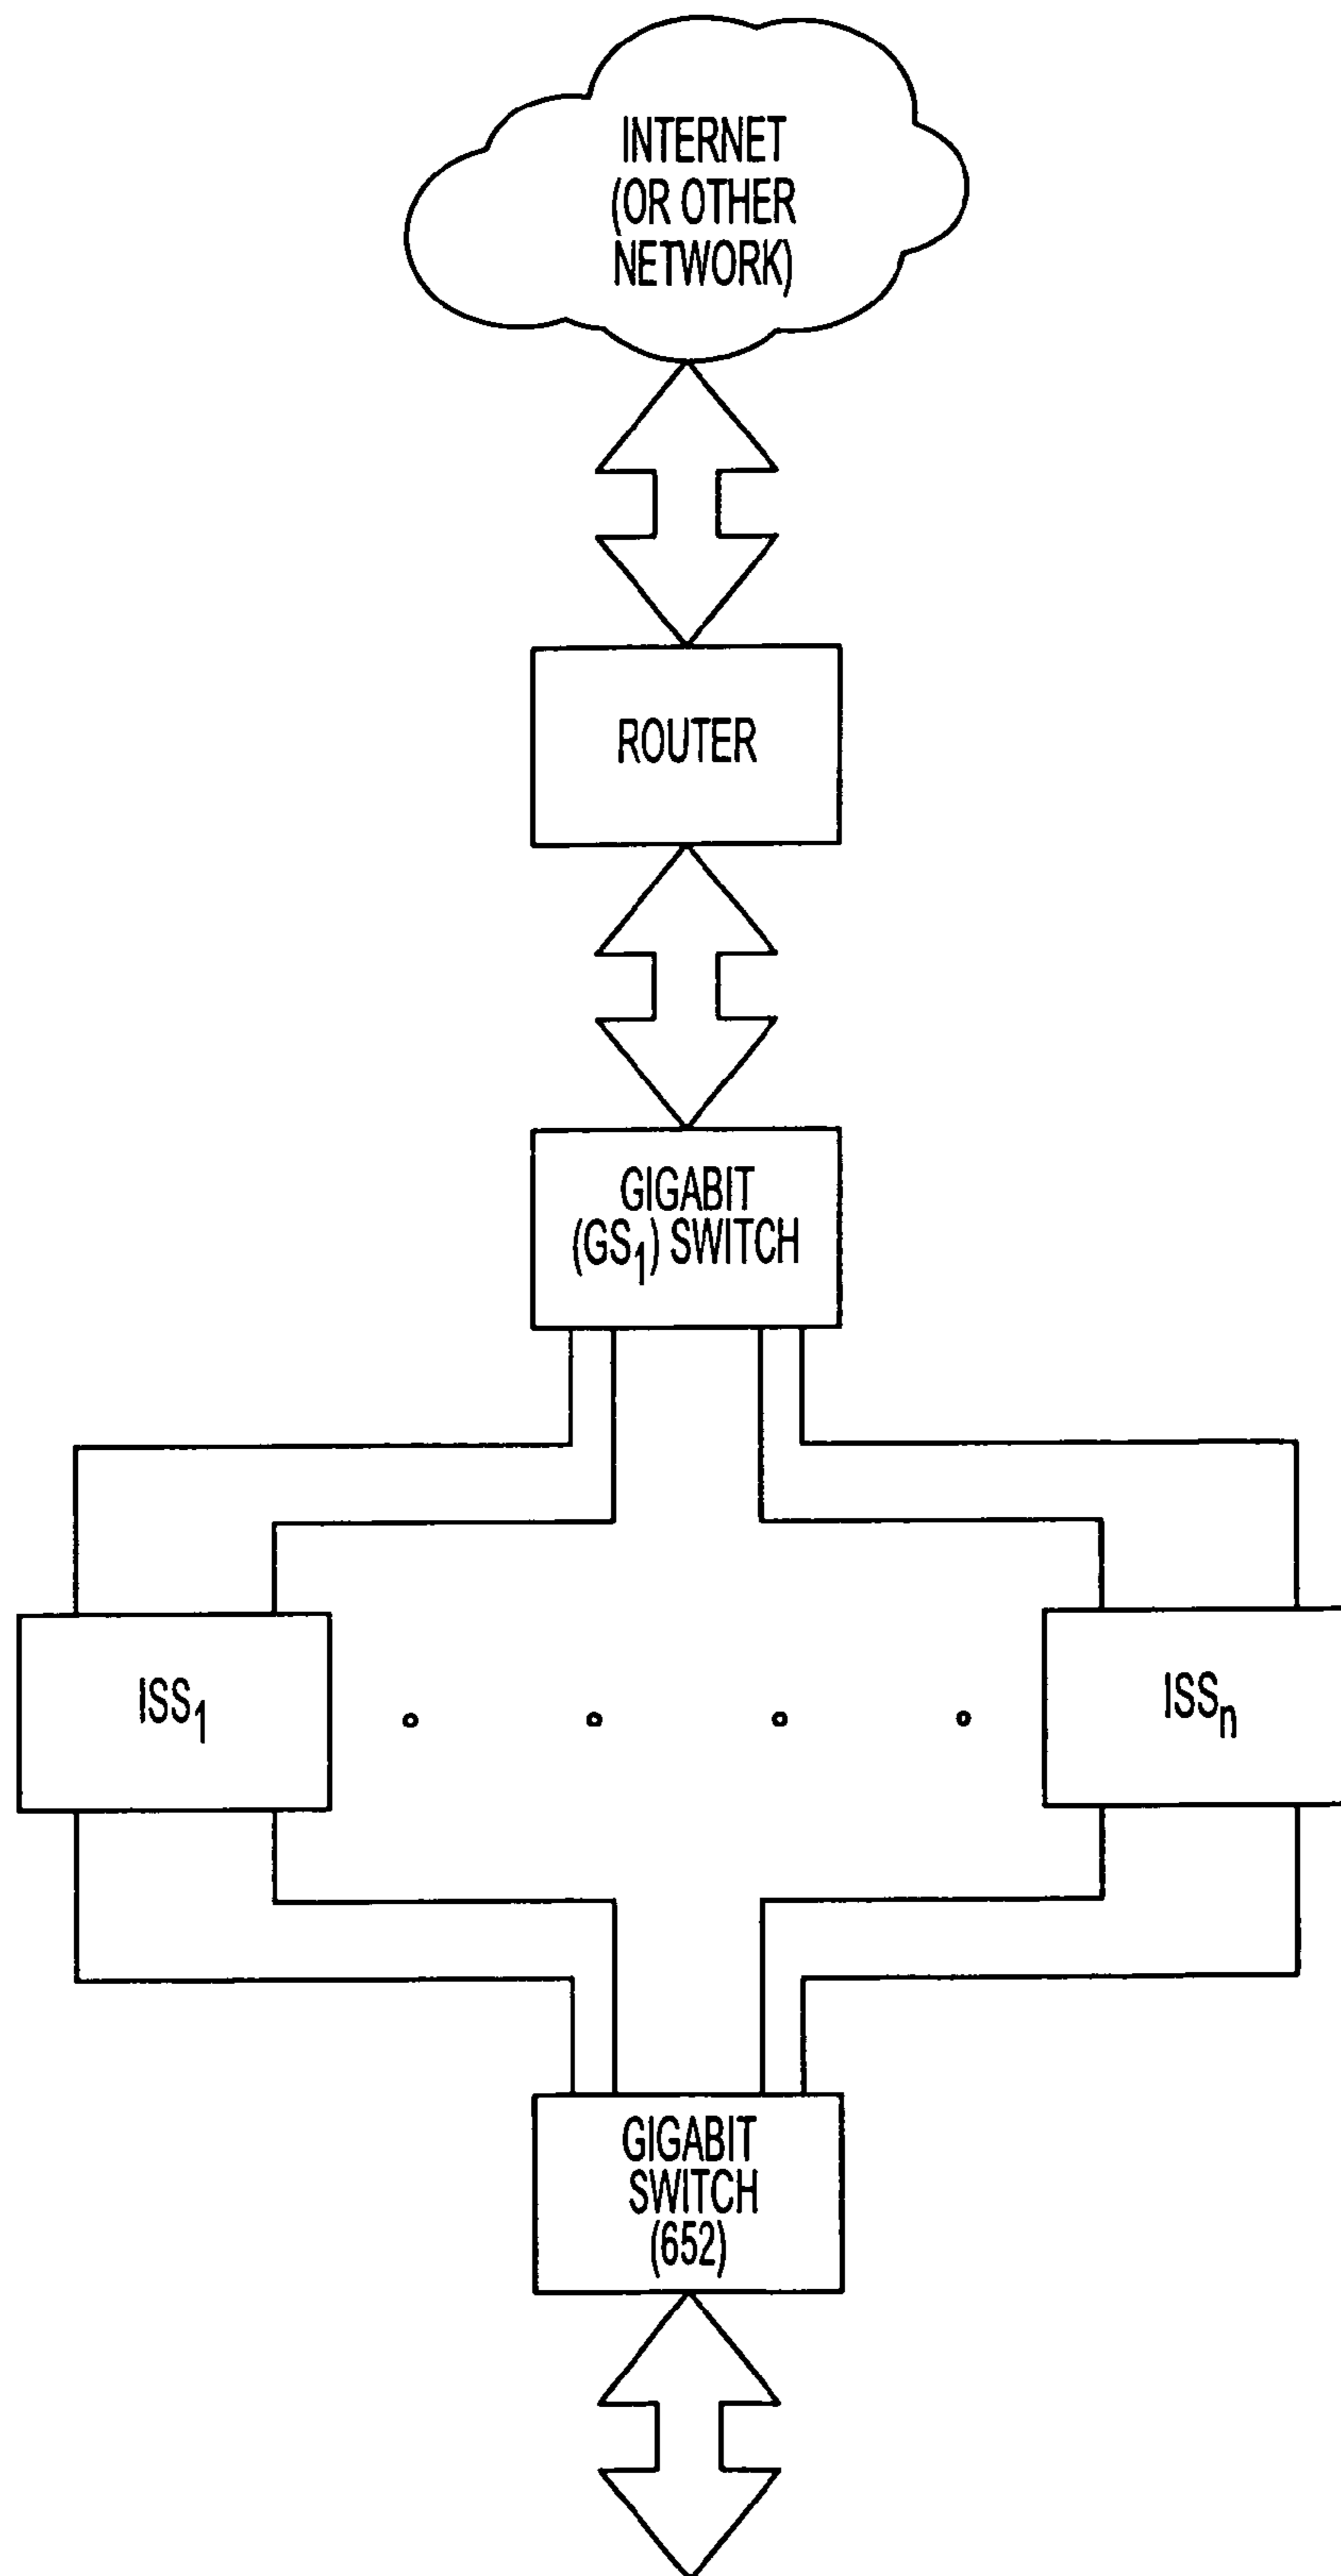 INTERNET
(OR OTHER
NETWORK)
ROUTER
GIGABIT
(GS1) SWITCH
ISS1
ISSn
GIGABIT
SWITCH
(652)